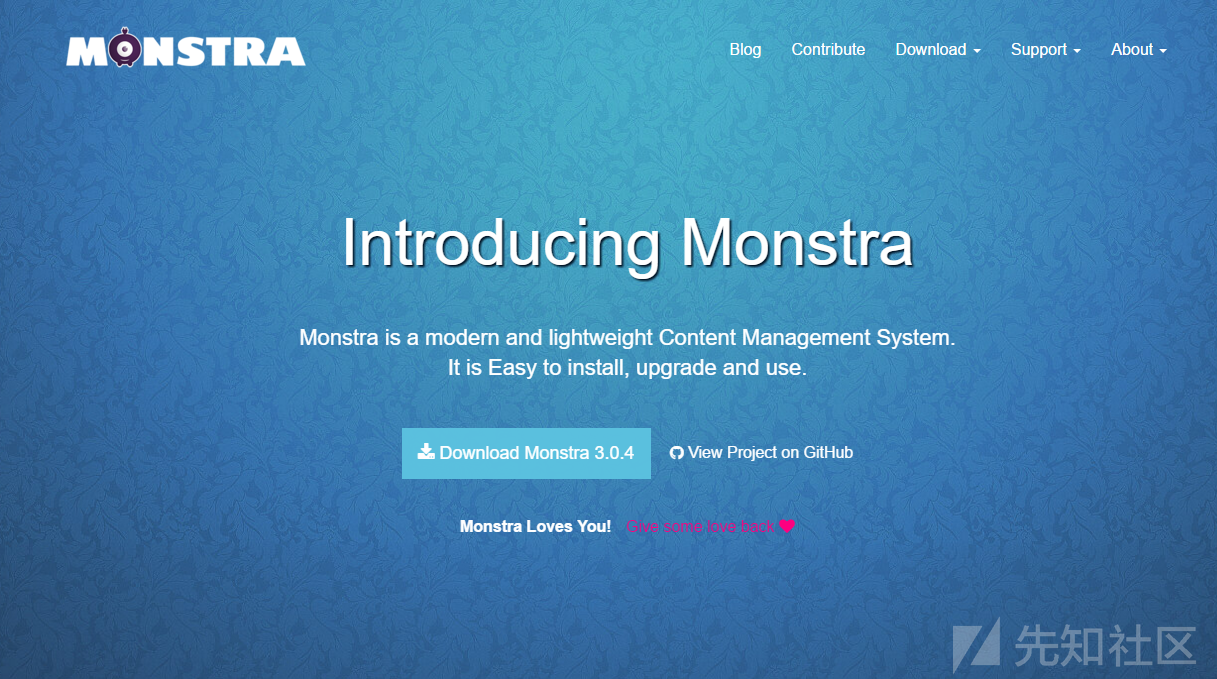 MONSTRA
Blog Contribute Download Support About
Introducing Monstra
Monstra is a modern and lightweight Content Management System.
It is Easy to install, upgrade and use.
Download Monstra 3.0.4 View Project on GitHub
Monstra Loves You! Give some love back
先知社区